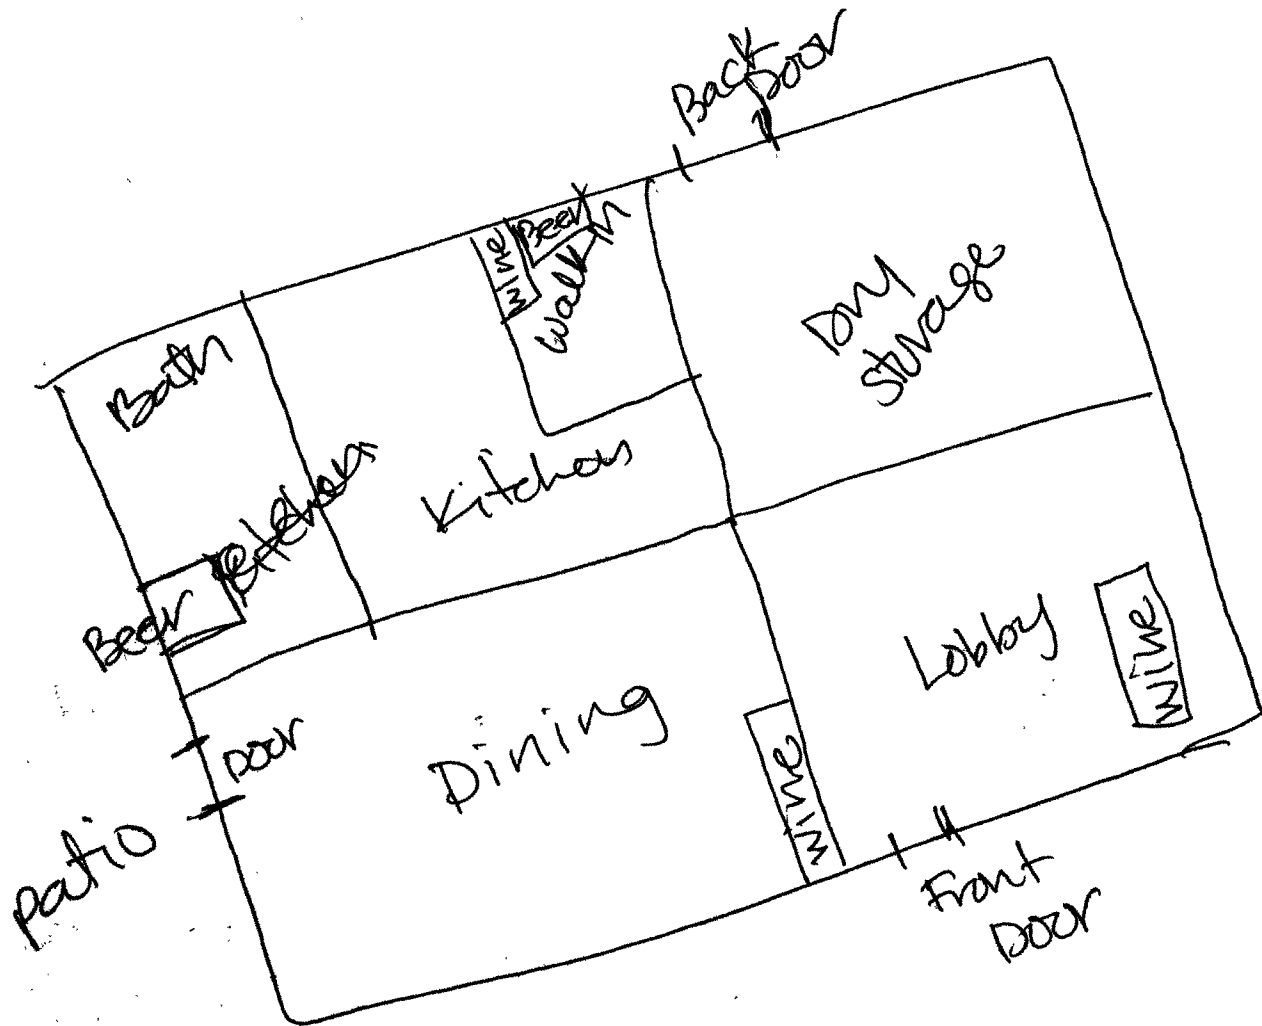 Back
Door
Wine
Beer
Walk
in
Bath
Dry
Storage
Kitchen
Beer
Lobby
Wine
Door
Dining
Wine
Patio
Front
Door